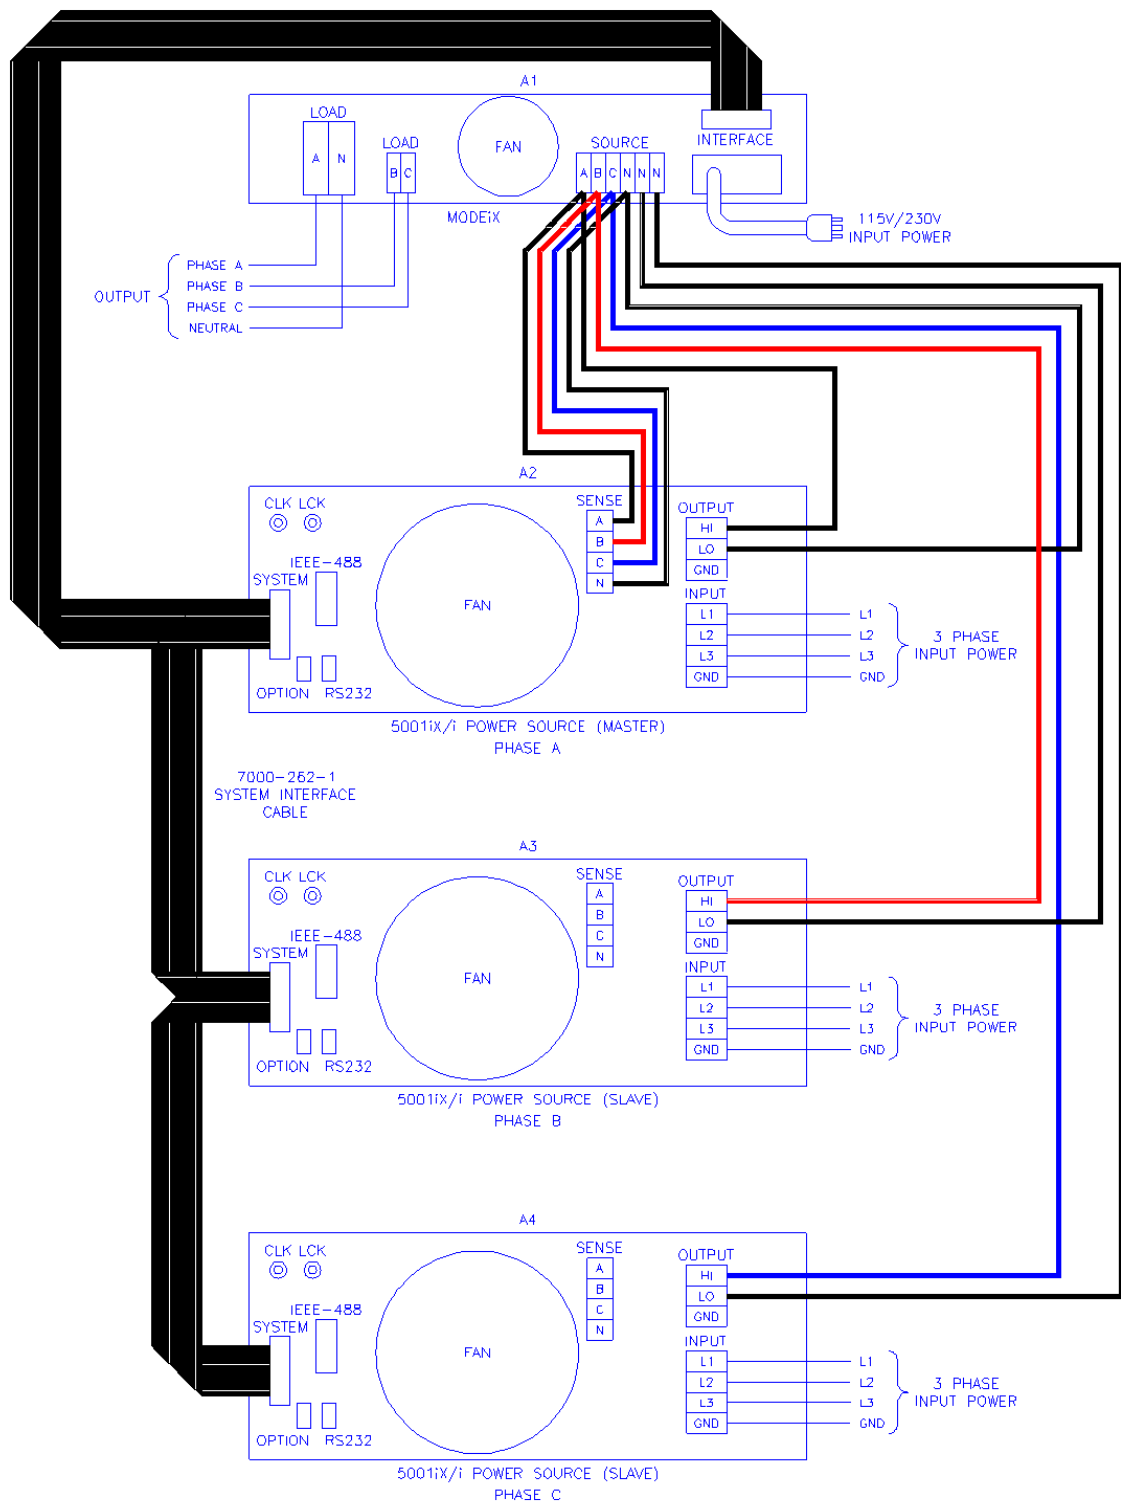 A1
LOAD
A N
LOAD
B C
FAN
SOURCE
A B C N N N
INTERFACE
MODEiX
115V/230V
INPUT POWER
OUTPUT
PHASE A
PHASE B
PHASE C
NEUTRAL
A2
CLK LCK
IEEE-488
SYSTEM
OPTION RS232
FAN
SENSE
A
B
C
N
OUTPUT
HI
LO
GND
INPUT
L1 L1
L2 L2
L3 L3
GND GND
3 PHASE
INPUT POWER
5001iX/i POWER SOURCE (MASTER)
PHASE A
7000-262-1
SYSTEM INTERFACE
CABLE
A3
CLK LCK
IEEE-488
SYSTEM
OPTION RS232
FAN
SENSE
A
B
C
N
OUTPUT
HI
LO
GND
INPUT
L1 L1
L2 L2
L3 L3
GND GND
3 PHASE
INPUT POWER
5001iX/i POWER SOURCE (SLAVE)
PHASE B
A4
CLK LCK
IEEE-488
SYSTEM
OPTION RS232
FAN
SENSE
A
B
C
N
OUTPUT
HI
LO
GND
INPUT
L1 L1
L2 L2
L3 L3
GND GND
3 PHASE
INPUT POWER
5001iX/i POWER SOURCE (SLAVE)
PHASE C